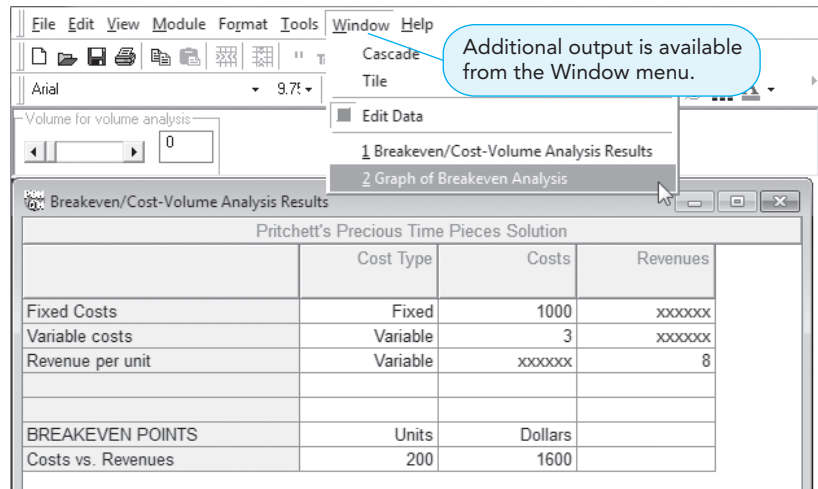 File Edit View Module Format Tools Window Help
Additional output is available
from the Window menu.
Cascade
Tile
Arial 9.7
Edit Data
Volume for volume analysis
0
1 Breakeven/Cost-Volume Analysis Results
2 Graph of Breakeven Analysis
Breakeven/Cost-Volume Analysis Results
Pritchett's Precious Time Pieces Solution
Cost Type Costs Revenues
Fixed Costs Fixed 1000 xxxxxx
Variable costs Variable 3 xxxxxx
Revenue per unit Variable xxxxxx 8
BREAKEVEN POINTS Units Dollars
Costs vs. Revenues 200 1600